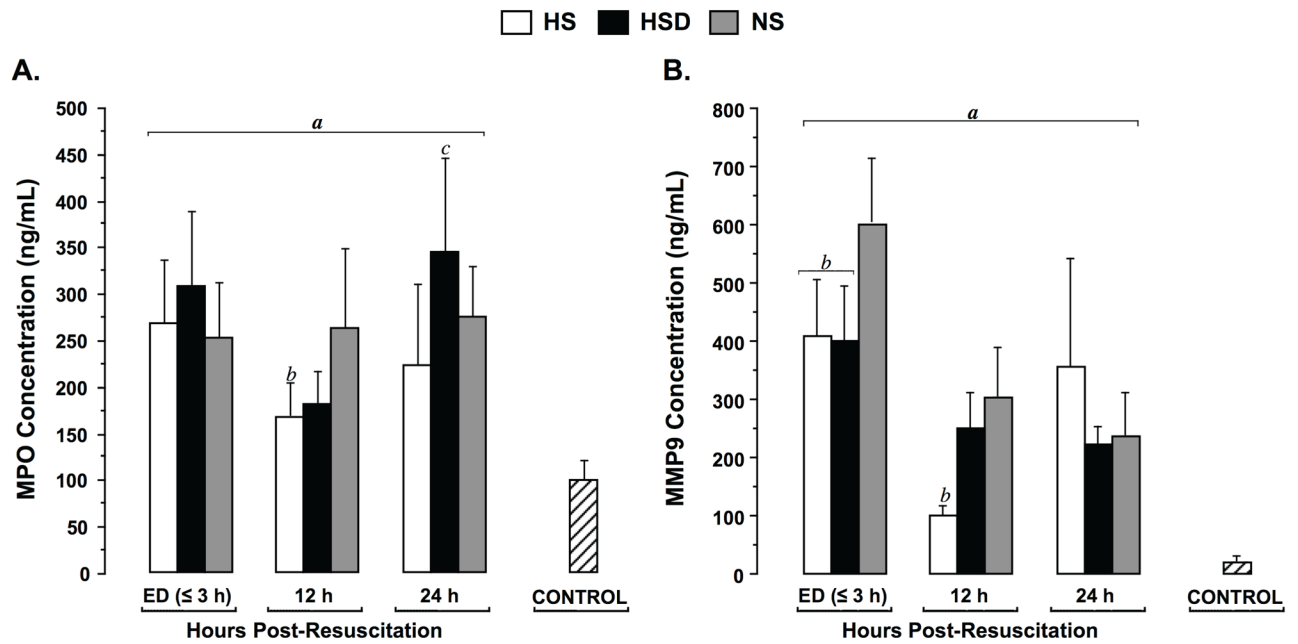 HS HSD NS
A.
MPO Concentration (ng/mL)
500
450
400
350
300
250
200
150
100
50
0
a
b
c
ED (≤ 3 h) 12 h 24 h CONTROL
Hours Post-Resuscitation
B.
MMP9 Concentration (ng/mL)
800
700
600
500
400
300
200
100
0
a
b
b
ED (≤ 3 h) 12 h 24 h CONTROL
Hours Post-Resuscitation